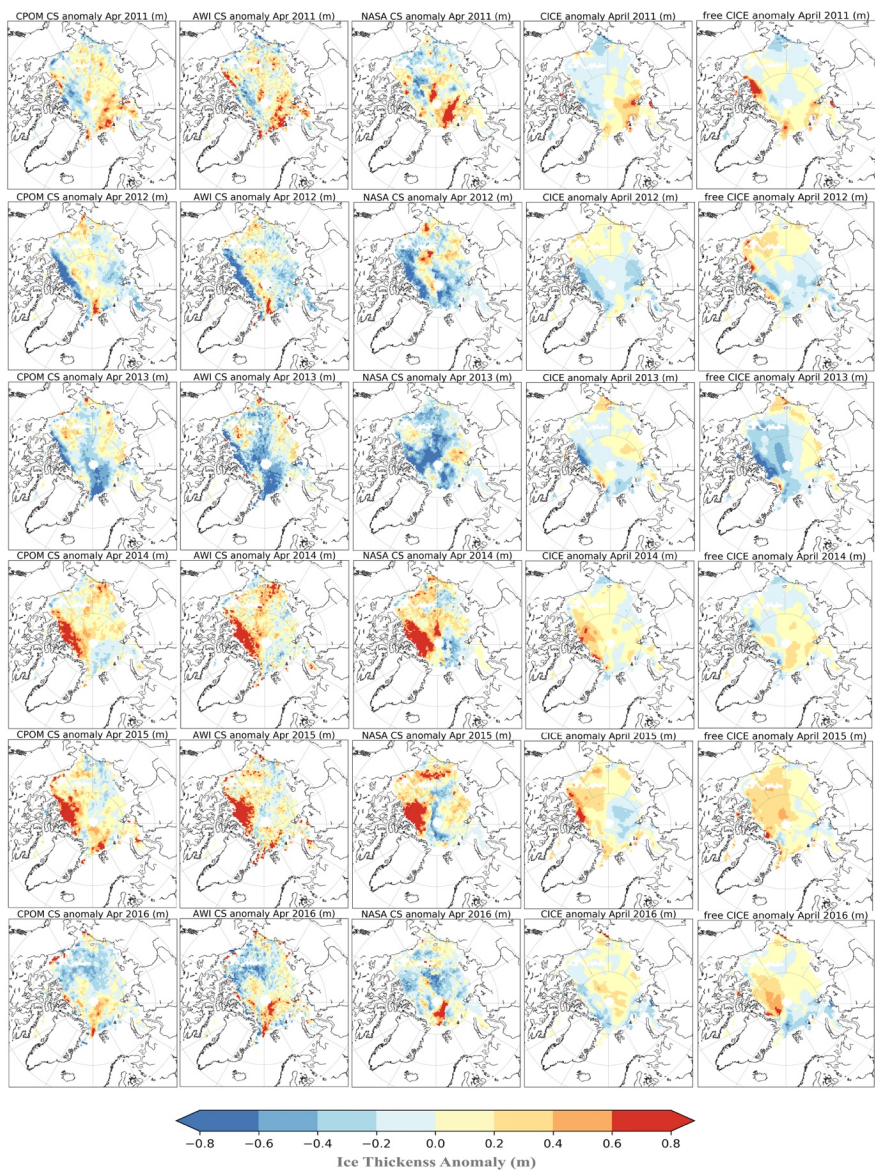 CPOM CS anomaly Apr 2011 (m) AWI CS anomaly Apr 2011 (m) NASA CS anomaly Apr 2011 (m) CICE anomaly April 2011 (m) free CICE anomaly April 2011 (m)
CPOM CS anomaly Apr 2012 (m) AWI CS anomaly Apr 2012 (m) NASA CS anomaly Apr 2012 (m) CICE anomaly April 2012 (m) free CICE anomaly April 2012 (m)
CPOM CS anomaly Apr 2013 (m) AWI CS anomaly Apr 2013 (m) NASA CS anomaly Apr 2013 (m) CICE anomaly April 2013 (m) free CICE anomaly April 2013 (m)
CPOM CS anomaly Apr 2014 (m) AWI CS anomaly Apr 2014 (m) NASA CS anomaly Apr 2014 (m) CICE anomaly April 2014 (m) free CICE anomaly April 2014 (m)
CPOM CS anomaly Apr 2015 (m) AWI CS anomaly Apr 2015 (m) NASA CS anomaly Apr 2015 (m) CICE anomaly April 2015 (m) free CICE anomaly April 2015 (m)
CPOM CS anomaly Apr 2016 (m) AWI CS anomaly Apr 2016 (m) NASA CS anomaly Apr 2016 (m) CICE anomaly April 2016 (m) free CICE anomaly April 2016 (m)
−0.8 −0.6 −0.4 −0.2 0.0 0.2 0.4 0.6 0.8
Ice Thickenss Anomaly (m)